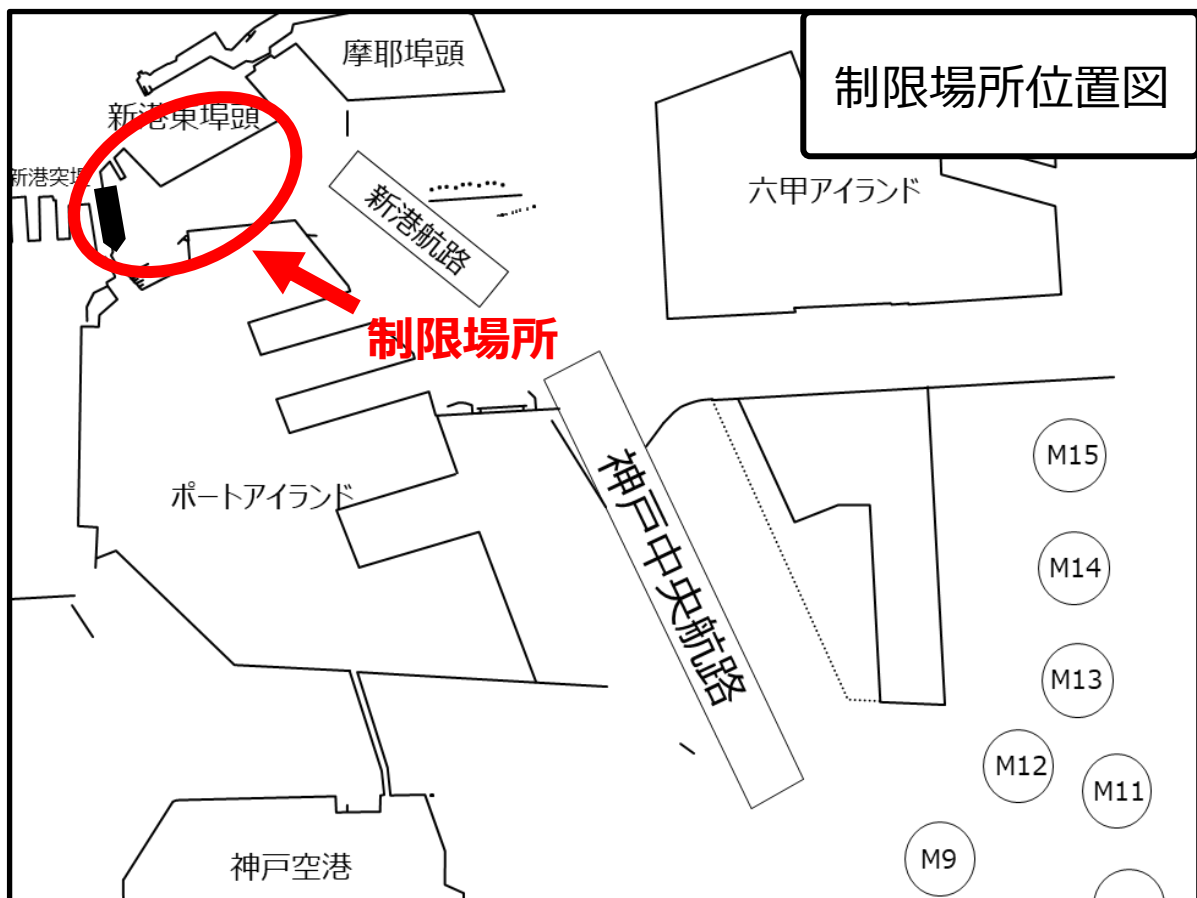 制限場所位置図
摩耶埠頭
新港東埠頭
新港突堤
新港航路
六甲アイランド
制限場所
ポートアイランド
神戸中央航路
M15
M14
M13
M12
M11
M9
神戸空港